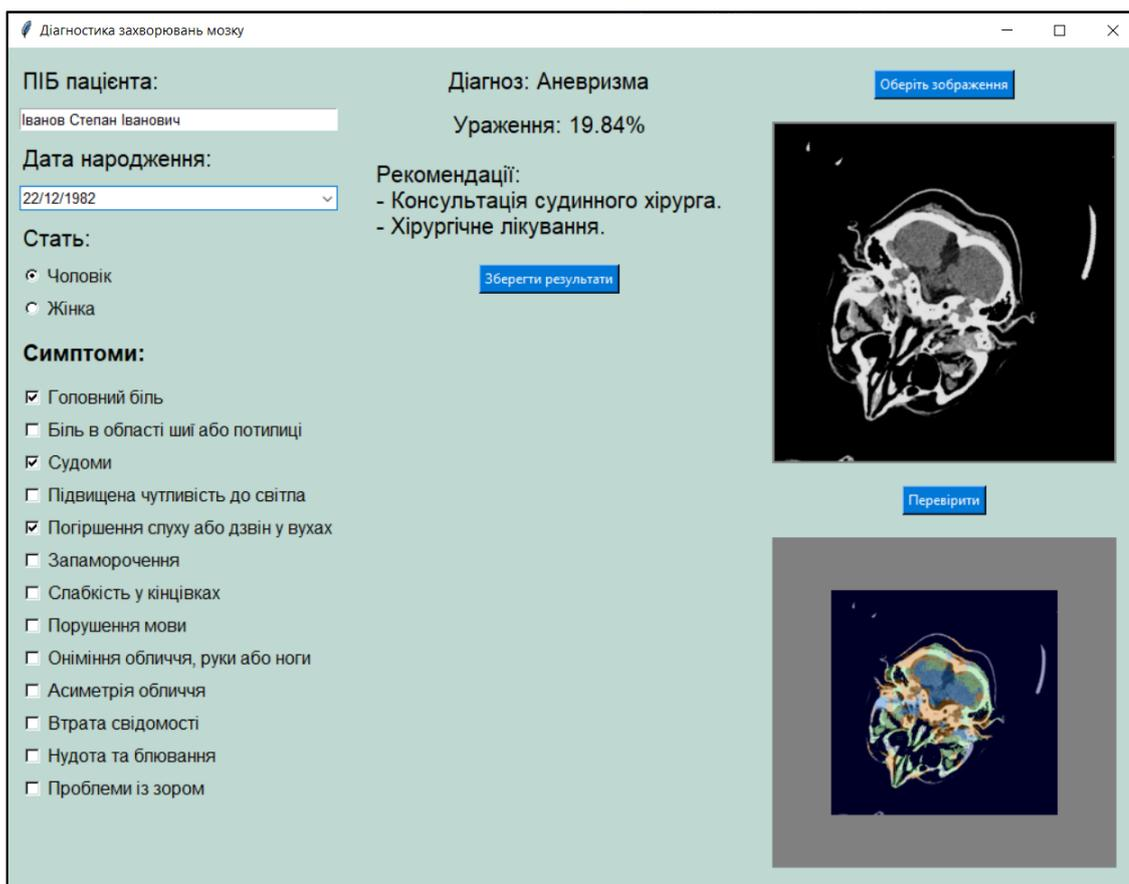 Діагностика захворювань мозку
ПІБ пацієнта:
Іванов Степан Іванович
Дата народження:
22/12/1982
Стать:
Чоловік
Жінка
Симптоми:
Головний біль
Біль в області шиї або потилиці
Судоми
Підвищена чутливість до світла
Погіршення слуху або дзвін у вухах
Запаморочення
Слабкість у кінцівках
Порушення мови
Оніміння обличчя, руки або ноги
Асиметрія обличчя
Втрата свідомості
Нудота та блювання
Проблеми із зором
Діагноз: Аневризма
Ураження: 19.84%
Рекомендації:
- Консультація судинного хірурга.
- Хірургічне лікування.
Зберегти результати
Оберіть зображення
Перевірити